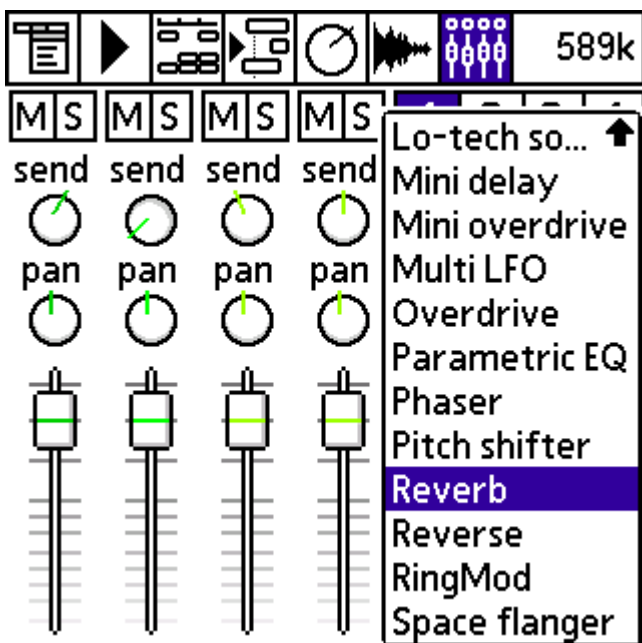 589k
M S M S M S M S
send send send send
pan pan pan pan
Lo-tech so...
Mini delay
Mini overdrive
Multi LFO
Overdrive
Parametric EQ
Phaser
Pitch shifter
Reverb
Reverse
RingMod
Space flanger